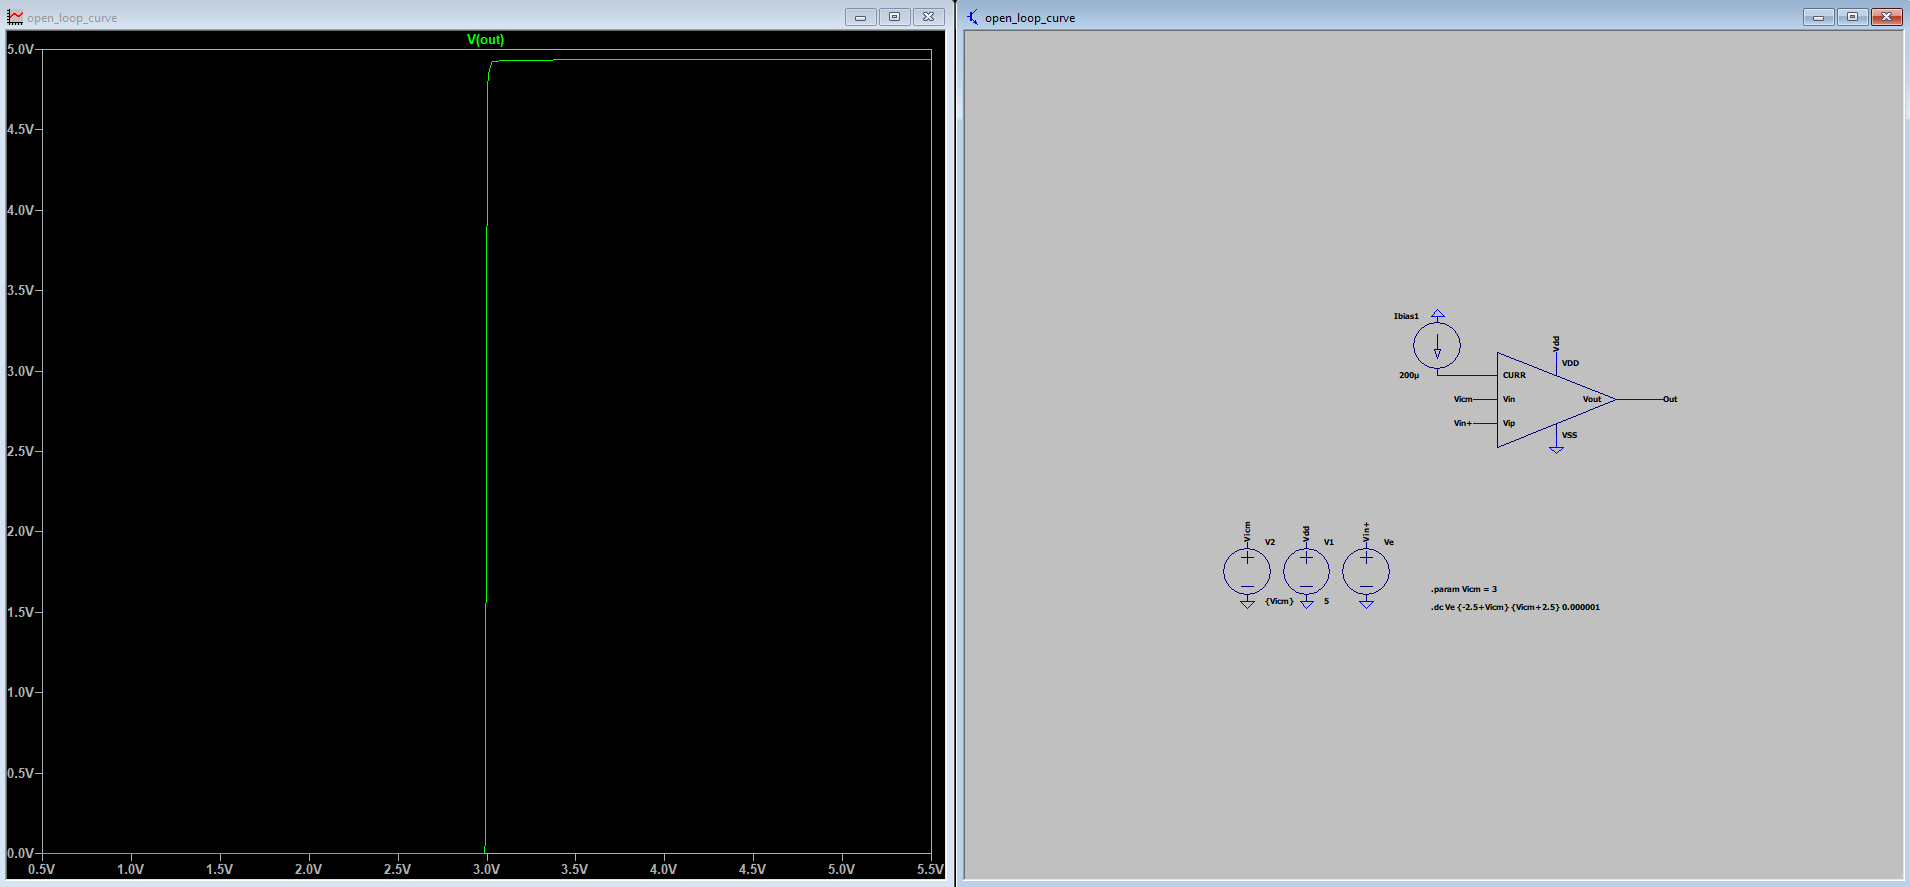 open_loop_curve
V(out)
5.0V
4.5V
4.0V
3.5V
3.0V
2.5V
2.0V
1.5V
1.0V
0.5V
0.0V
0.5V 1.0V 1.5V 2.0V 2.5V 3.0V 3.5V 4.0V 4.5V 5.0V 5.5V
open_loop_curve
Ibias1
200µ
Vdd
VDD
CURR
Vicm Vin Vout Out
Vin+ Vip
VSS
Vicm Vdd Vin+
V2 V1 Ve
{Vicm} 5
.param Vicm = 3
.dc Ve {-2.5+Vicm} {Vicm+2.5} 0.000001